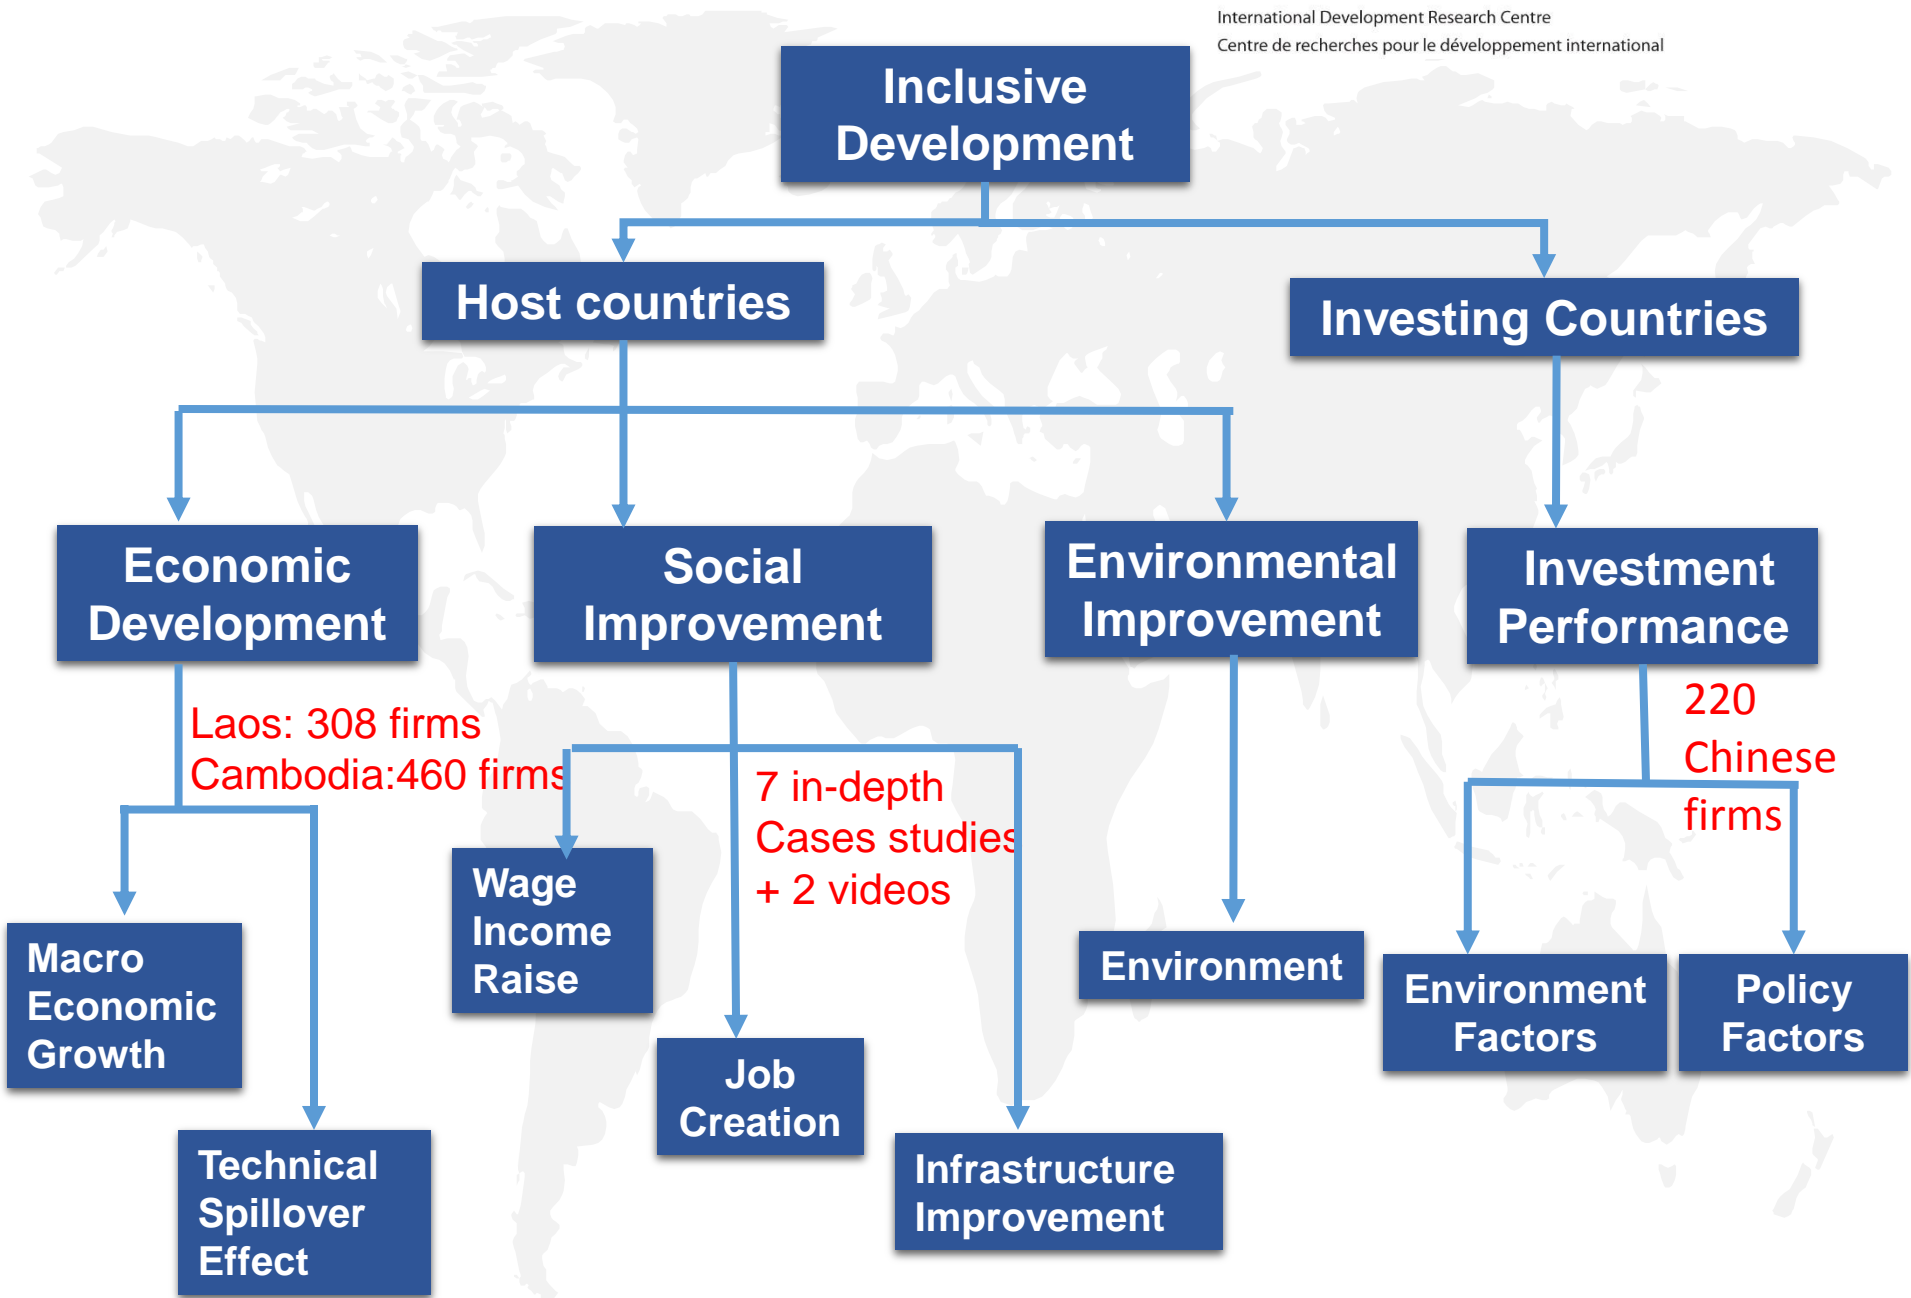 International Development Research Centre
Centre de recherches pour le développement international
Inclusive
Development
Host countries
Investing Countries
Economic
Development
Social
Improvement
Environmental
Improvement
Investment
Performance
Laos: 308 firms
Cambodia:460 firms
7 in-depth
Cases studies
+ 2 videos
220
Chinese
firms
Macro
Economic
Growth
Technical
Spillover
Effect
Wage
Income
Raise
Job
Creation
Infrastructure
Improvement
Environment
Environment
Factors
Policy
Factors